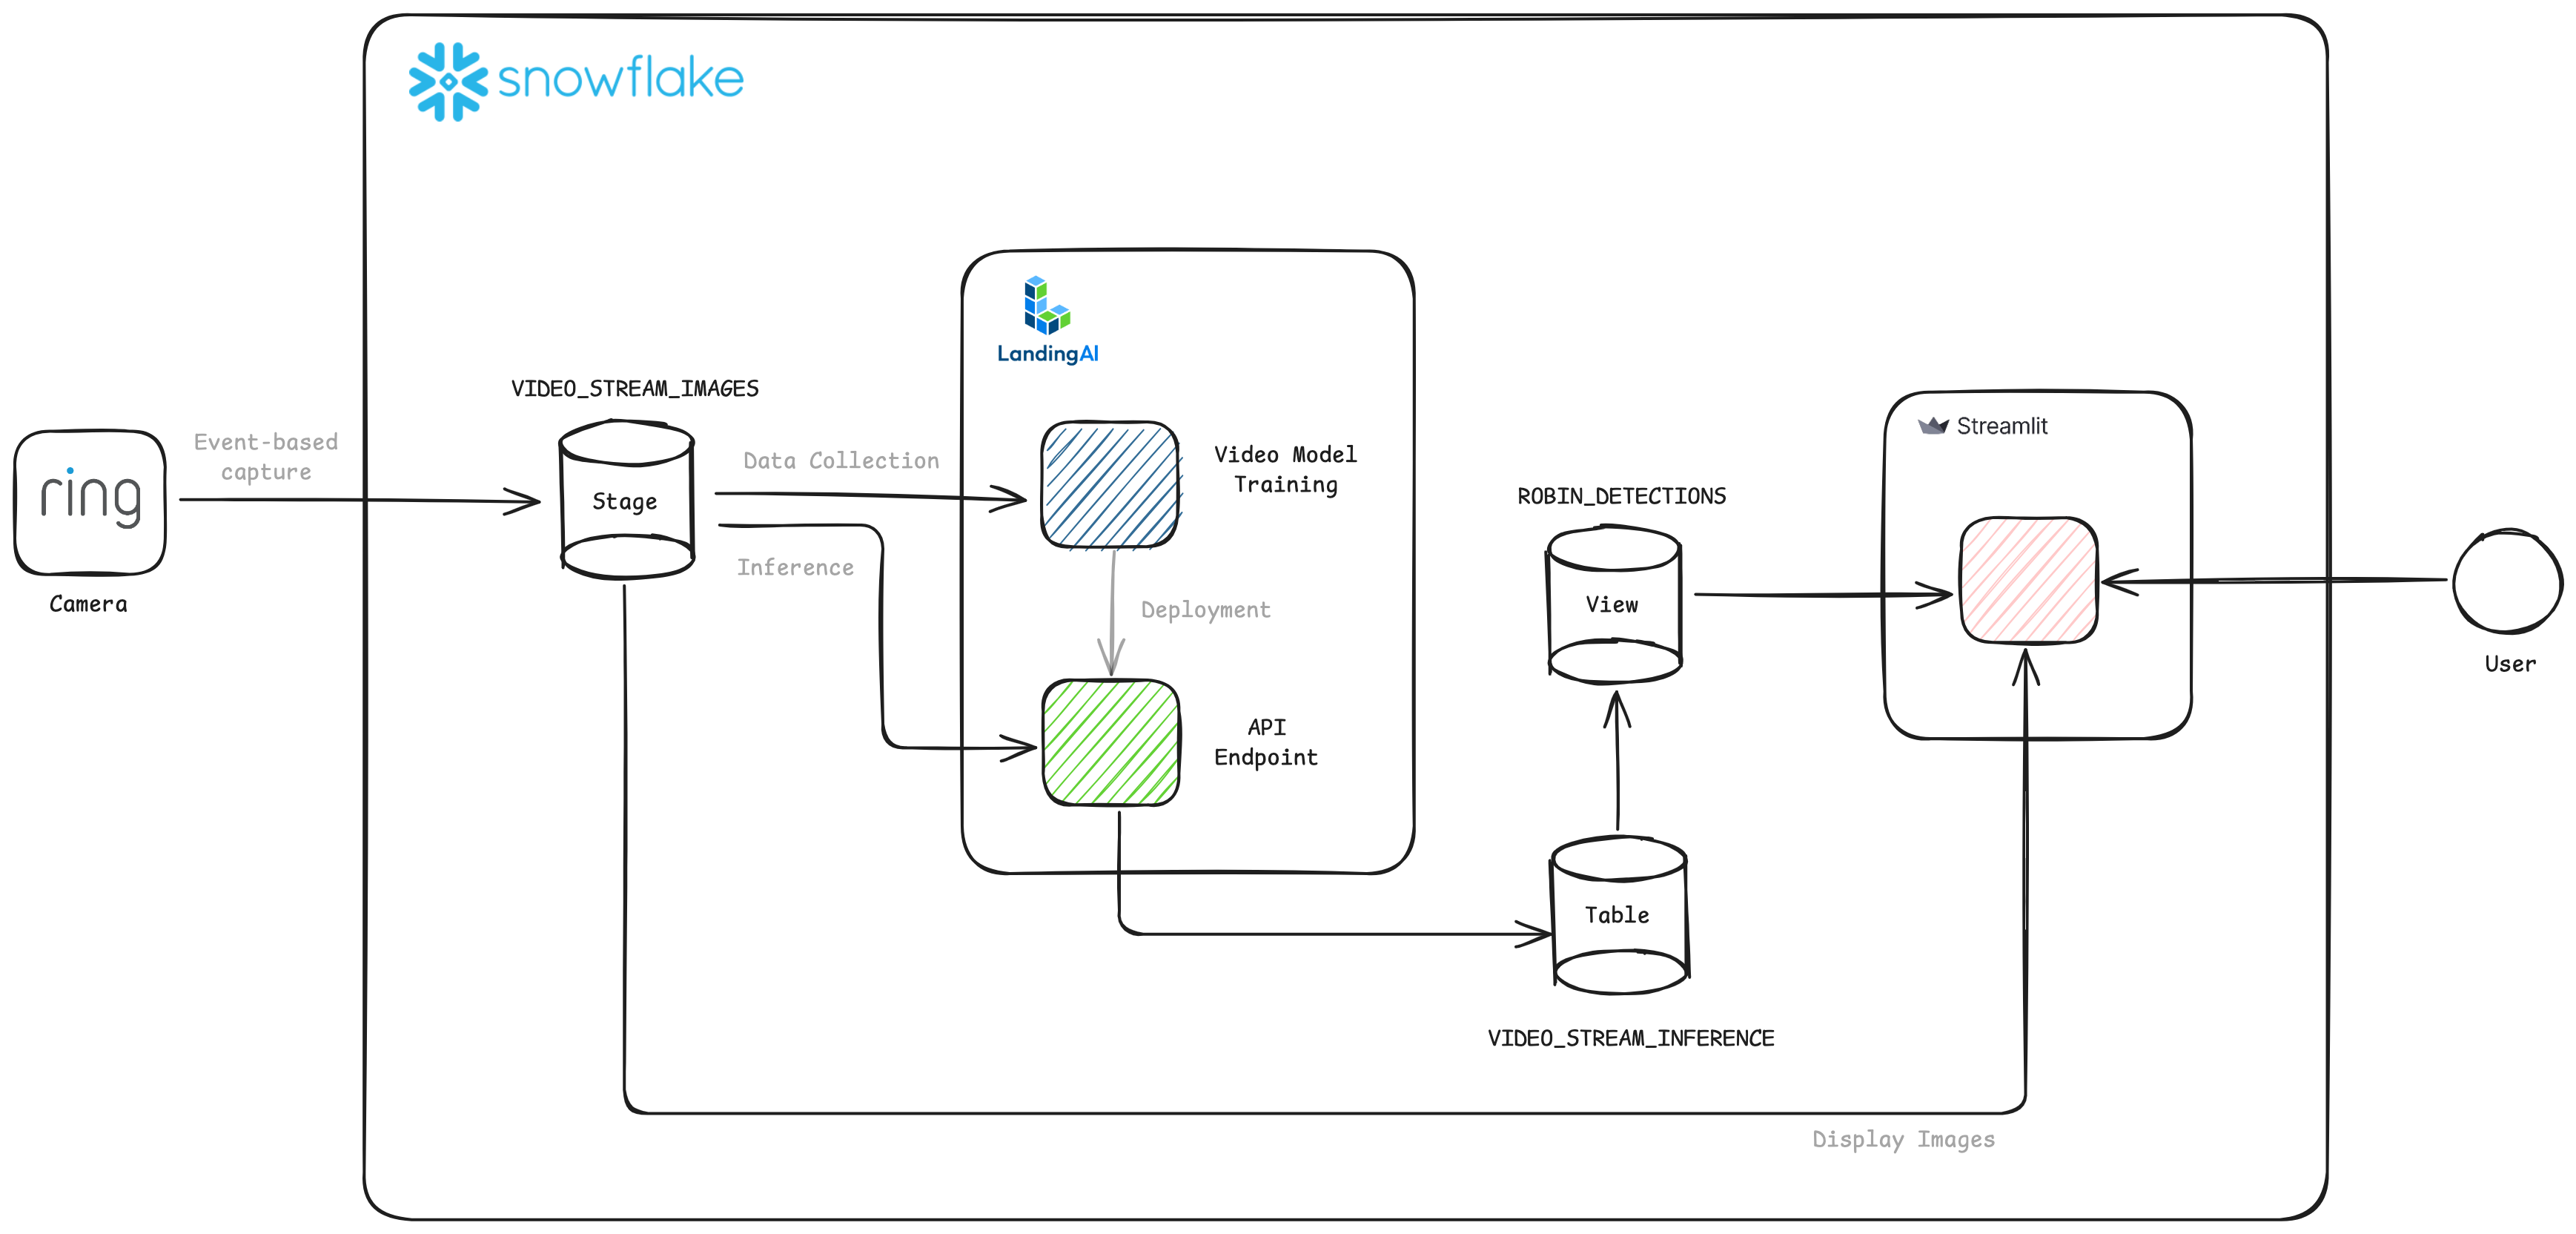 snowflake
LandingAI
VIDEO_STREAM_IMAGES
Stage
ring
Camera
Event-based
capture
Data Collection
Inference
Video Model
Training
Deployment
API
Endpoint
ROBIN_DETECTIONS
View
Table
VIDEO_STREAM_INFERENCE
Streamlit
User
Display Images